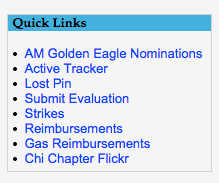 Quick Links
AM Golden Eagle Nominations
Active Tracker
Lost Pin
Submit Evaluation
Strikes
Reimbursements
Gas Reimbursements
Chi Chapter Flickr